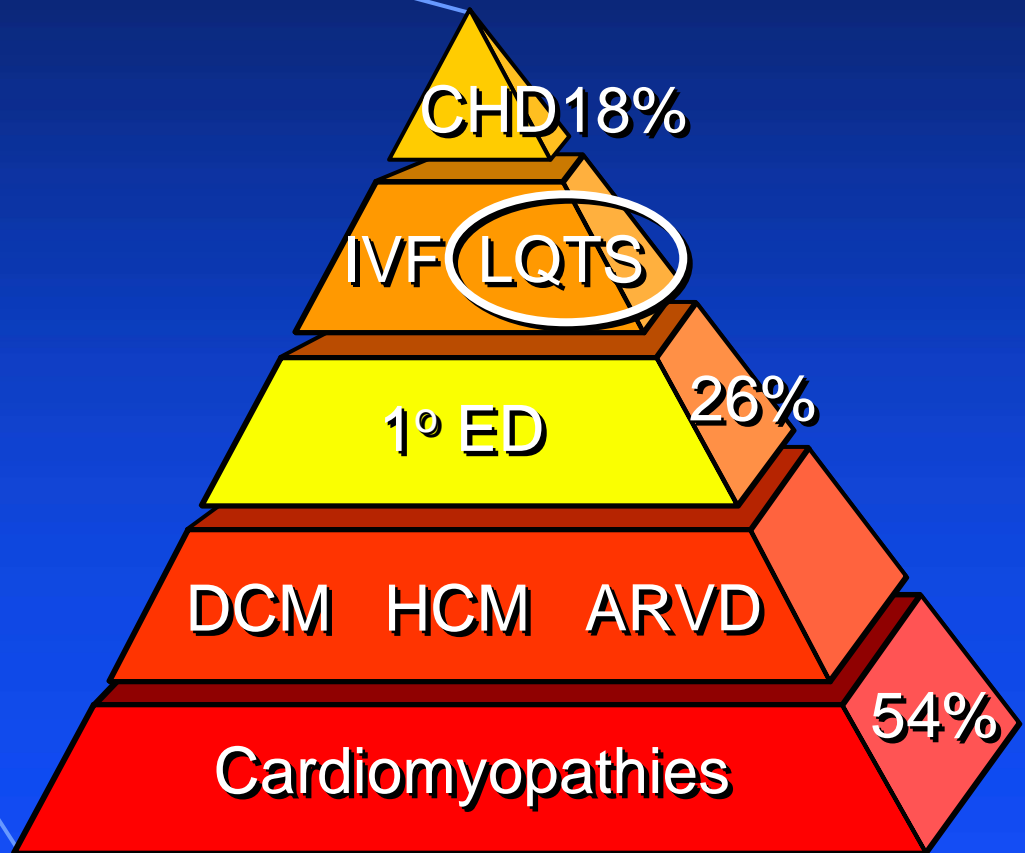 CHD18%
IVF LQTS
26%
1º ED
DCM HCM ARVD
54%
Cardiomyopathies